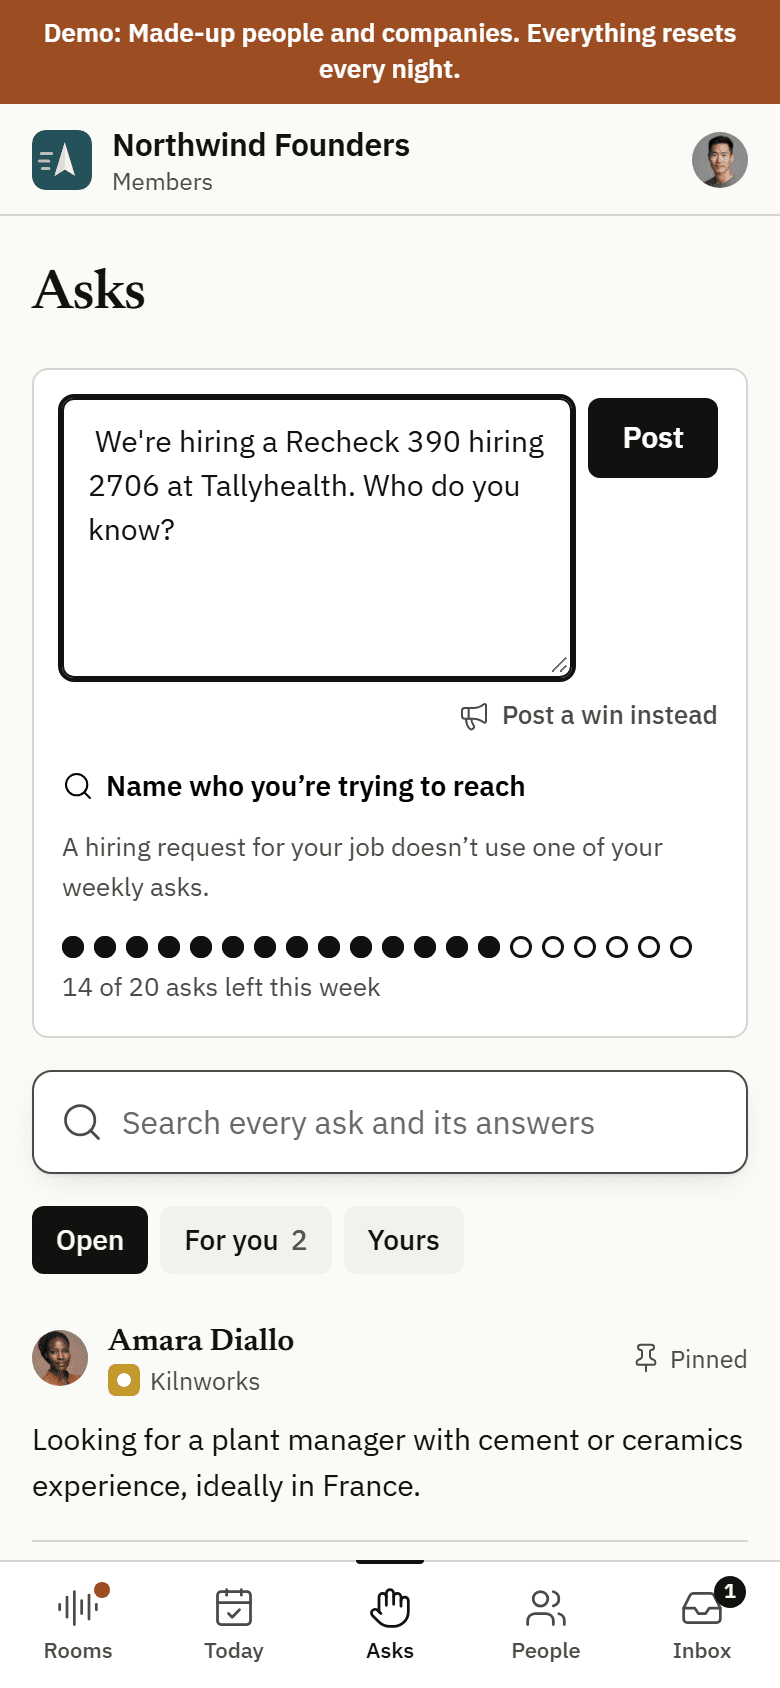 Demo: Made-up people and companies. Everything resets
every night.
Northwind Founders
Members
Asks
We're hiring a Recheck 390 hiring
2706 at Tallyhealth. Who do you
know?
Post
Post a win instead
Name who you’re trying to reach
A hiring request for your job doesn’t use one of your
weekly asks.
14 of 20 asks left this week
Search every ask and its answers
Open
For you 2
Yours
Amara Diallo
Kilnworks
Pinned
Looking for a plant manager with cement or ceramics
experience, ideally in France.
Rooms
Today
Asks
People
1
Inbox